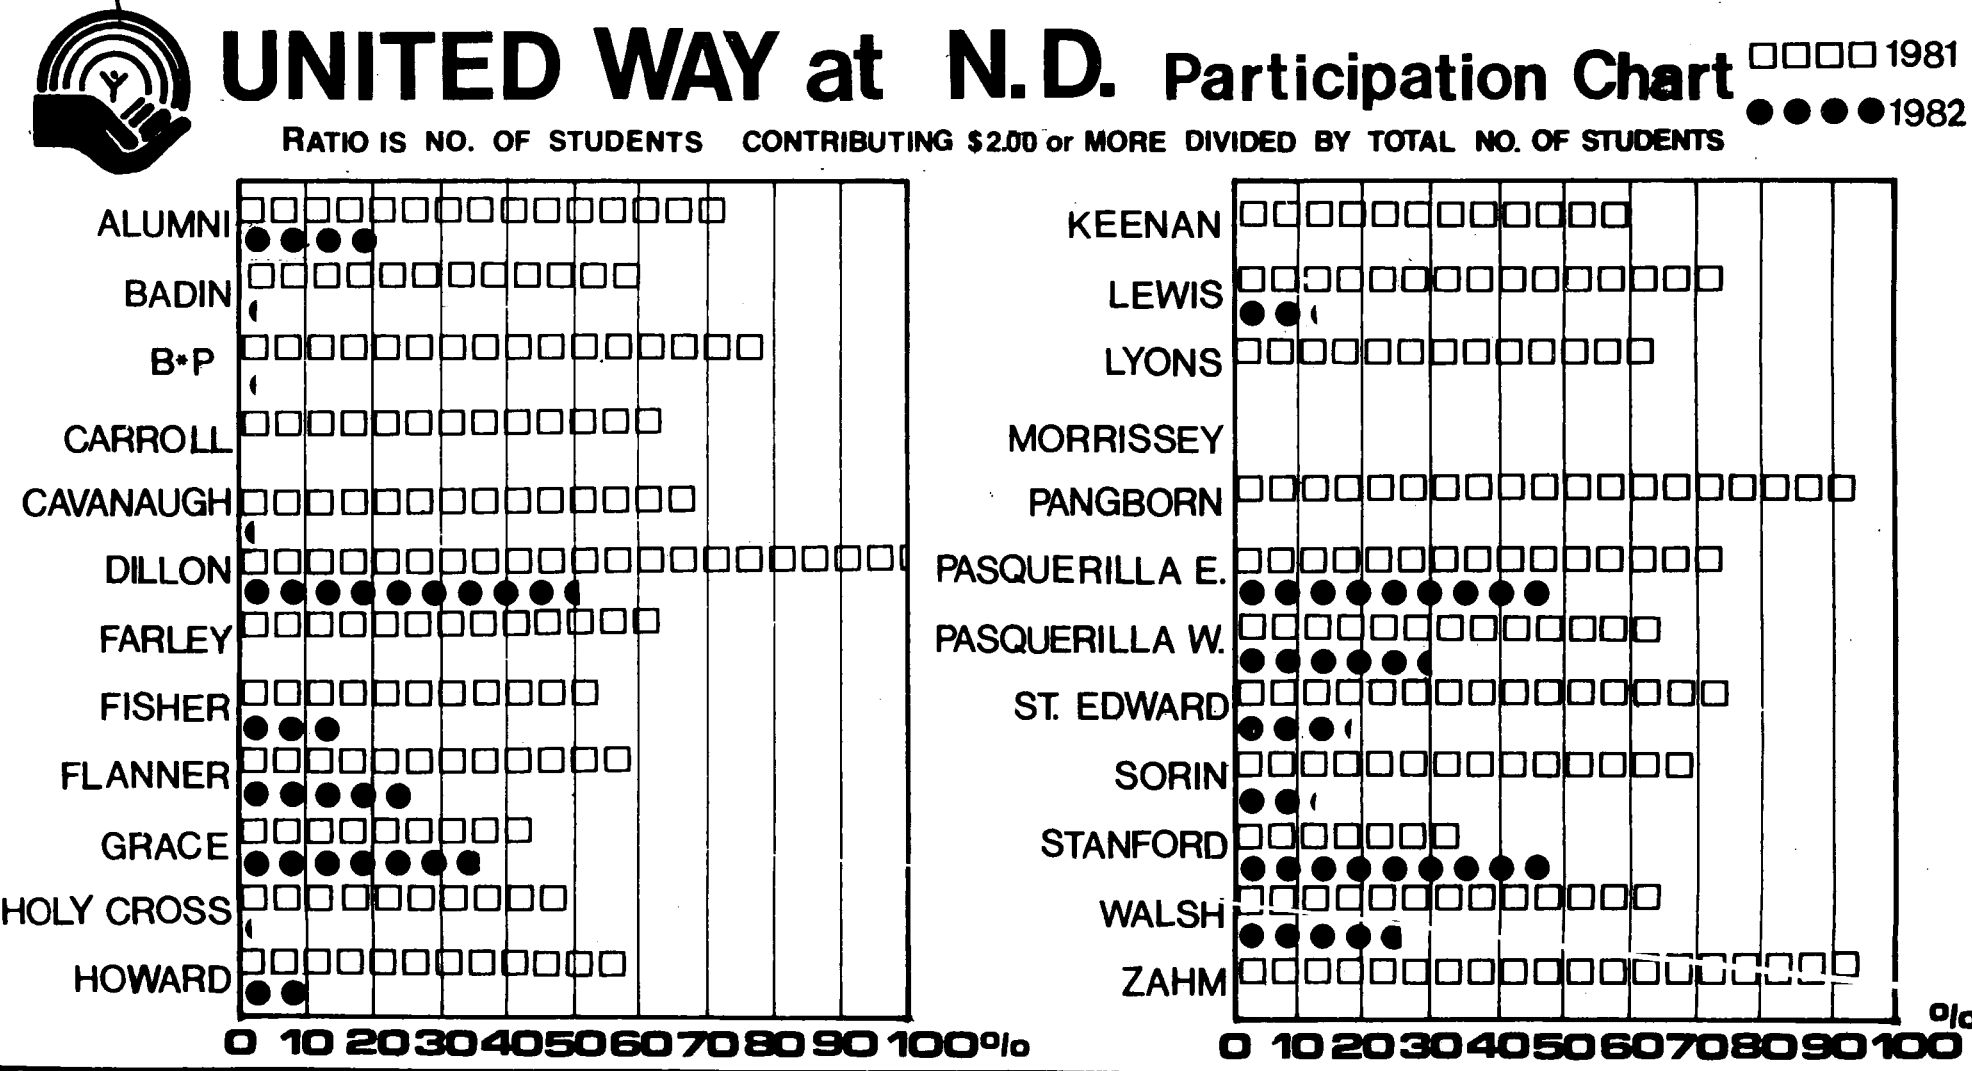 UNITED WAY at N.D. Participation Chart
1981
1982
RATIO IS NO. OF STUDENTS CONTRIBUTING $2.00 or MORE DIVIDED BY TOTAL NO. OF STUDENTS
ALUMNI
BADIN
B*P
CARROLL
CAVANAUGH
DILLON
FARLEY
FISHER
FLANNER
GRACE
HOLY CROSS
HOWARD
0 10 20 30 40 50 60 70 80 90 100%
KEENAN
LEWIS
LYONS
MORRISSEY
PANGBORN
PASQUERILLA E.
PASQUERILLA W.
ST. EDWARD
SORIN
STANFORD
WALSH
ZAHM
%
0 10 20 30 40 50 60 70 80 90 100